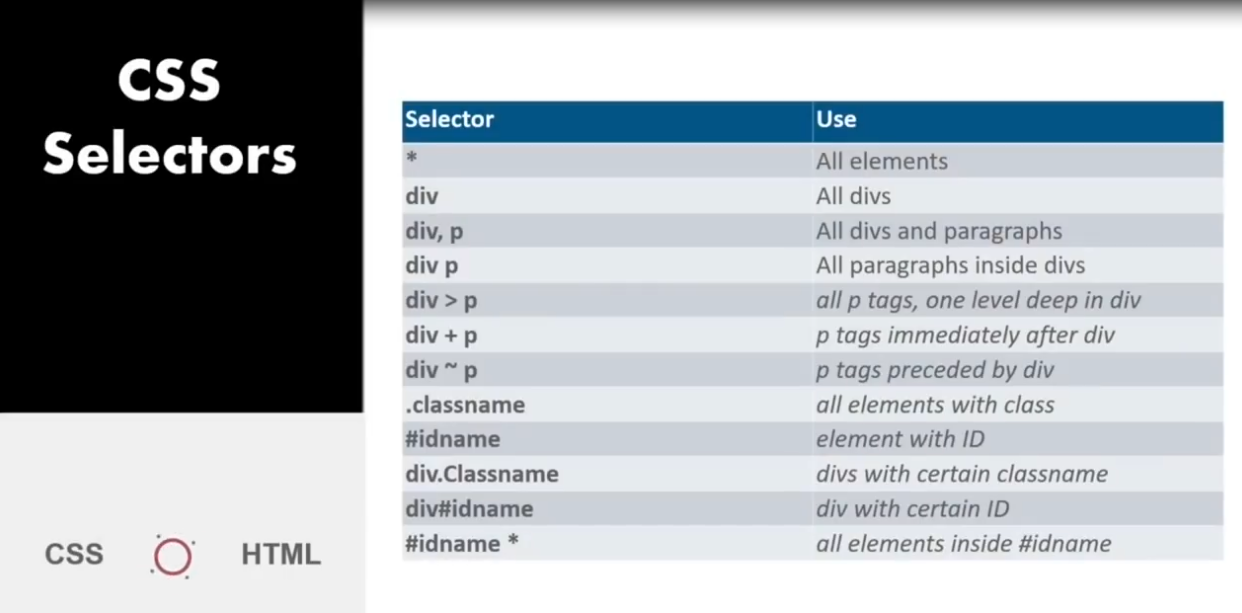 CSS
Selectors
Selector Use
* All elements
div All divs
div, p All divs and paragraphs
div p All paragraphs inside divs
div > p all p tags, one level deep in div
div + p p tags immediately after div
div ~ p p tags preceded by div
.classname all elements with class
#idname element with ID
div.Classname divs with certain classname
div#idname div with certain ID
#idname * all elements inside #idname
CSS HTML